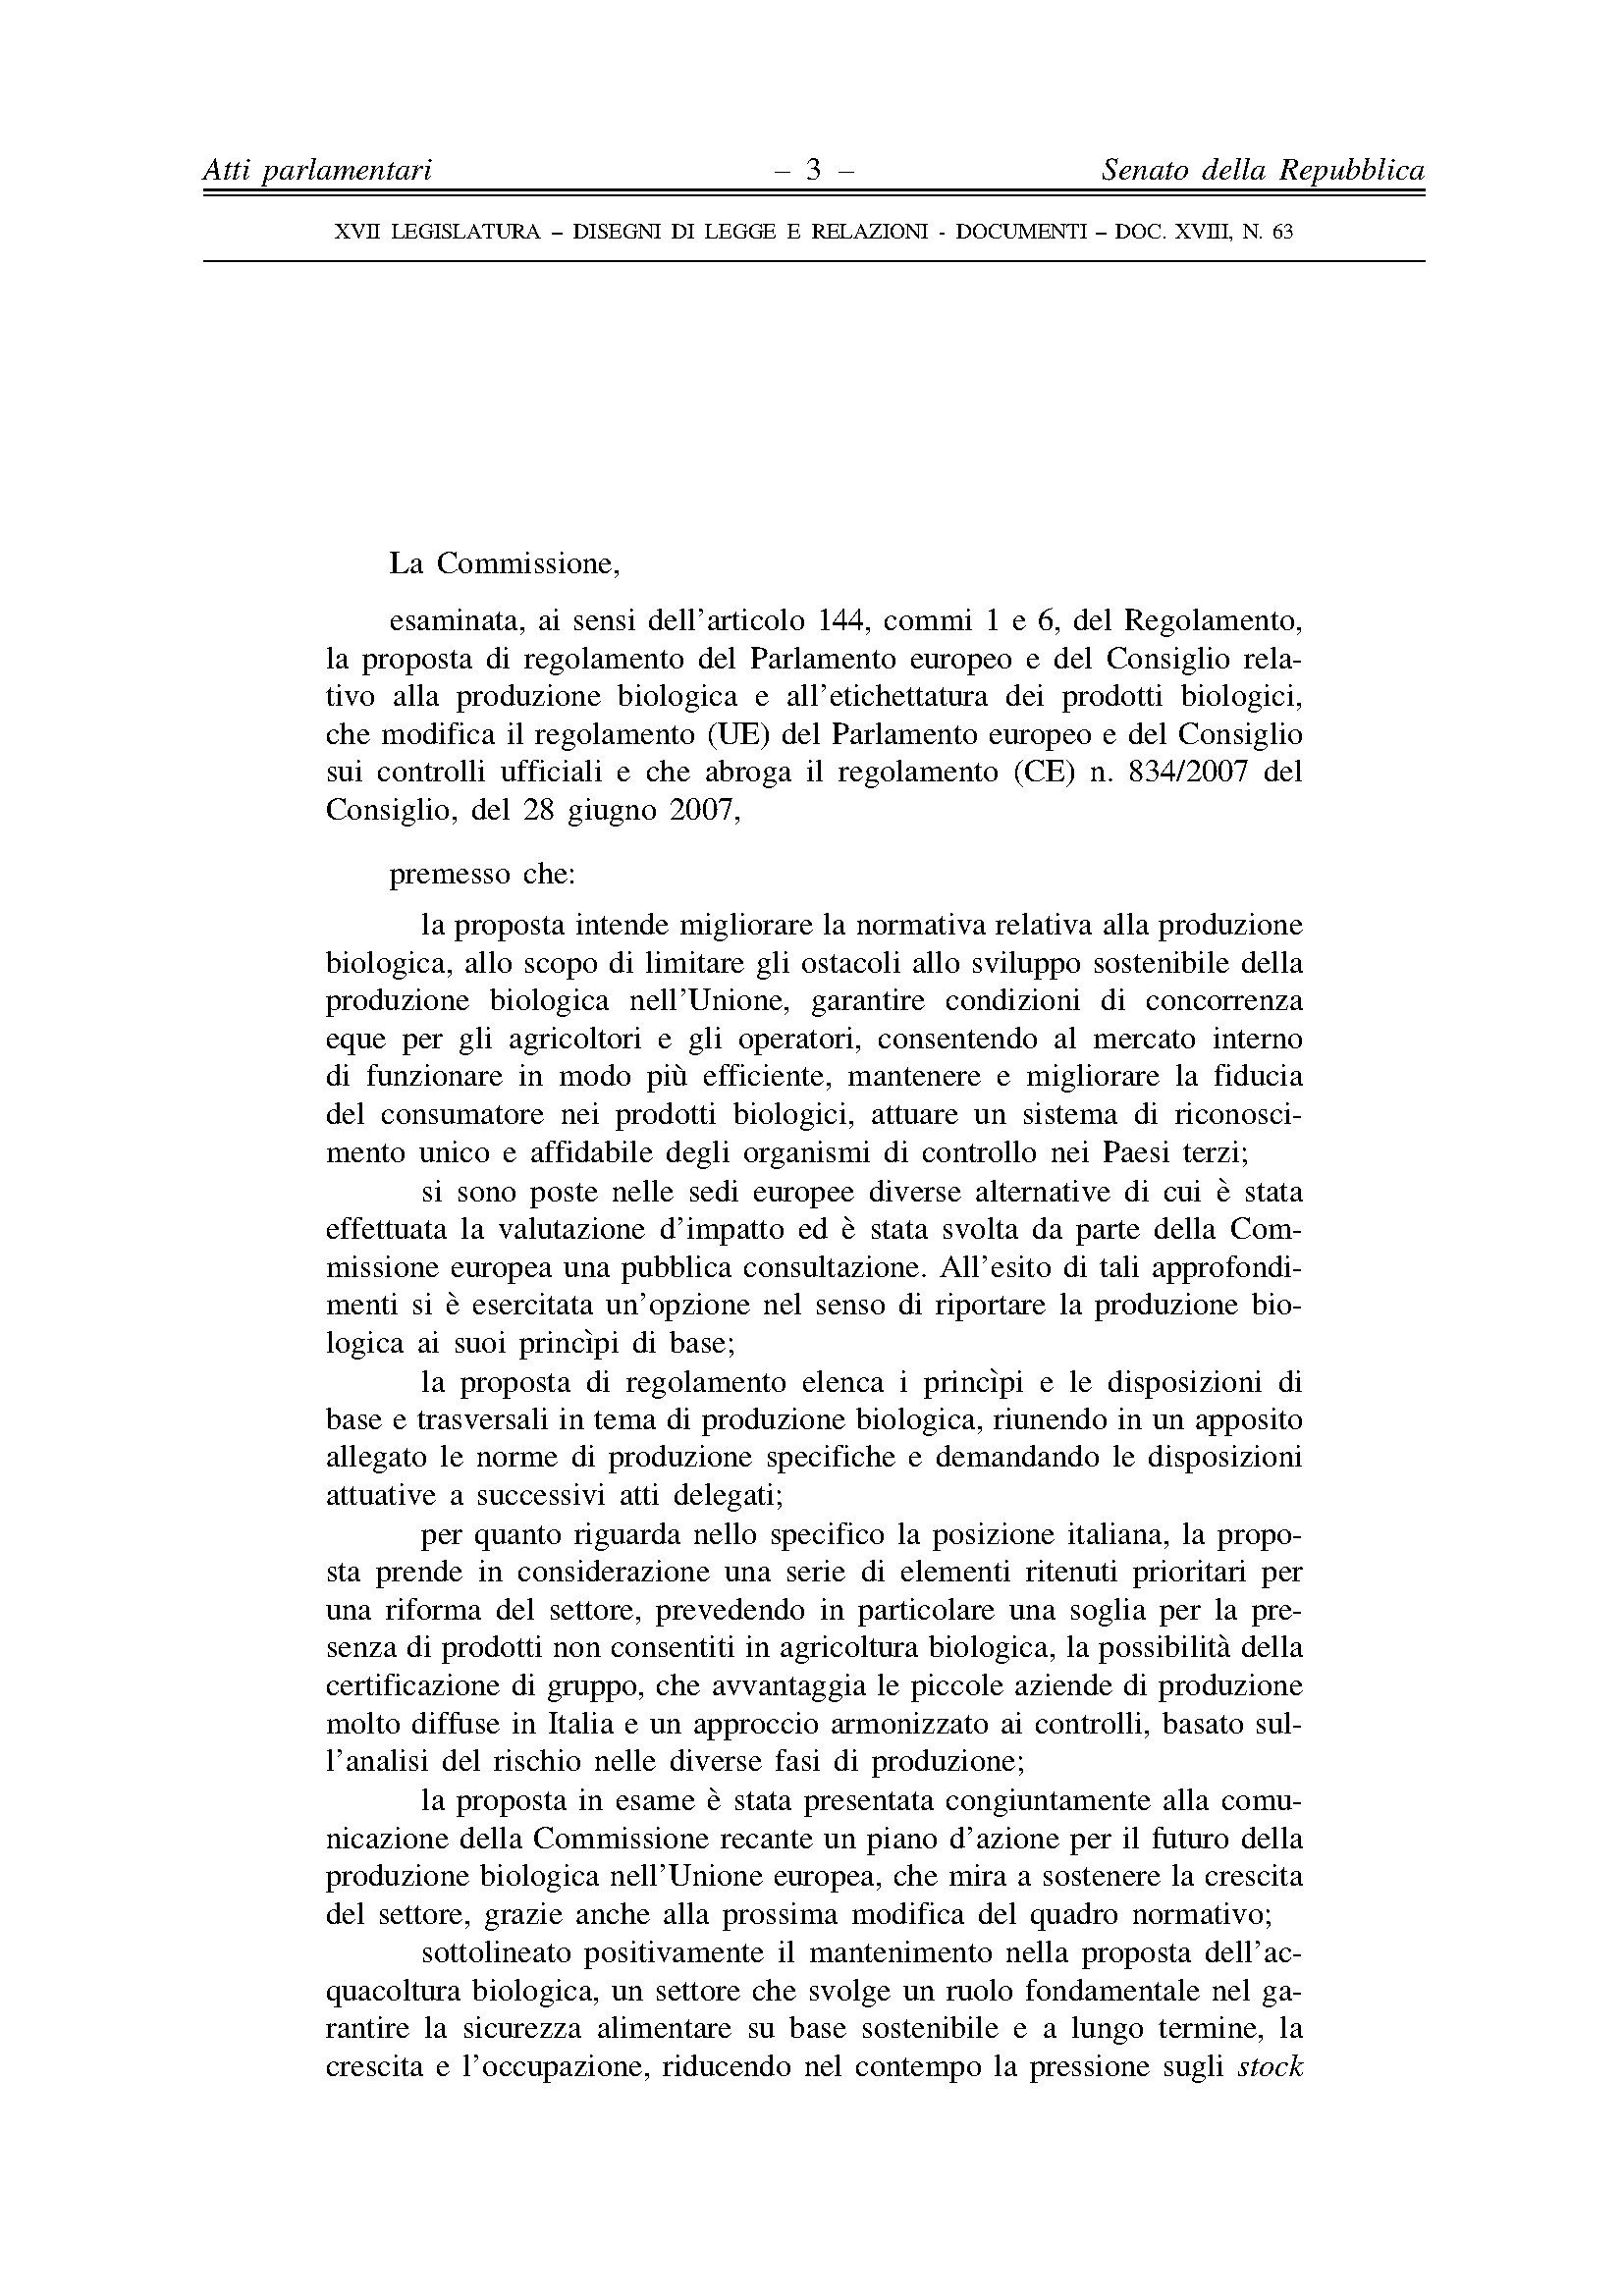 Atti parlamentari – 3 – Senato della Repubblica
XVII LEGISLATURA – DISEGNI DI LEGGE E RELAZIONI - DOCUMENTI – DOC. XVIII, N. 63
La Commissione,
esaminata, ai sensi dell'articolo 144, commi 1 e 6, del Regolamento,
la proposta di regolamento del Parlamento europeo e del Consiglio rela-
tivo alla produzione biologica e all'etichettatura dei prodotti biologici,
che modifica il regolamento (UE) del Parlamento europeo e del Consiglio
sui controlli ufficiali e che abroga il regolamento (CE) n. 834/2007 del
Consiglio, del 28 giugno 2007,
premesso che:
la proposta intende migliorare la normativa relativa alla produzione
biologica, allo scopo di limitare gli ostacoli allo sviluppo sostenibile della
produzione biologica nell'Unione, garantire condizioni di concorrenza
eque per gli agricoltori e gli operatori, consentendo al mercato interno
di funzionare in modo più efficiente, mantenere e migliorare la fiducia
del consumatore nei prodotti biologici, attuare un sistema di riconosci-
mento unico e affidabile degli organismi di controllo nei Paesi terzi;
si sono poste nelle sedi europee diverse alternative di cui è stata
effettuata la valutazione d'impatto ed è stata svolta da parte della Com-
missione europea una pubblica consultazione. All'esito di tali approfondi-
menti si è esercitata un'opzione nel senso di riportare la produzione bio-
logica ai suoi princìpi di base;
la proposta di regolamento elenca i princìpi e le disposizioni di
base e trasversali in tema di produzione biologica, riunendo in un apposito
allegato le norme di produzione specifiche e demandando le disposizioni
attuative a successivi atti delegati;
per quanto riguarda nello specifico la posizione italiana, la propo-
sta prende in considerazione una serie di elementi ritenuti prioritari per
una riforma del settore, prevedendo in particolare una soglia per la pre-
senza di prodotti non consentiti in agricoltura biologica, la possibilità della
certificazione di gruppo, che avvantaggia le piccole aziende di produzione
molto diffuse in Italia e un approccio armonizzato ai controlli, basato sul-
l'analisi del rischio nelle diverse fasi di produzione;
la proposta in esame è stata presentata congiuntamente alla comu-
nicazione della Commissione recante un piano d'azione per il futuro della
produzione biologica nell'Unione europea, che mira a sostenere la crescita
del settore, grazie anche alla prossima modifica del quadro normativo;
sottolineato positivamente il mantenimento nella proposta dell'ac-
quacoltura biologica, un settore che svolge un ruolo fondamentale nel ga-
rantire la sicurezza alimentare su base sostenibile e a lungo termine, la
crescita e l'occupazione, riducendo nel contempo la pressione sugli stock